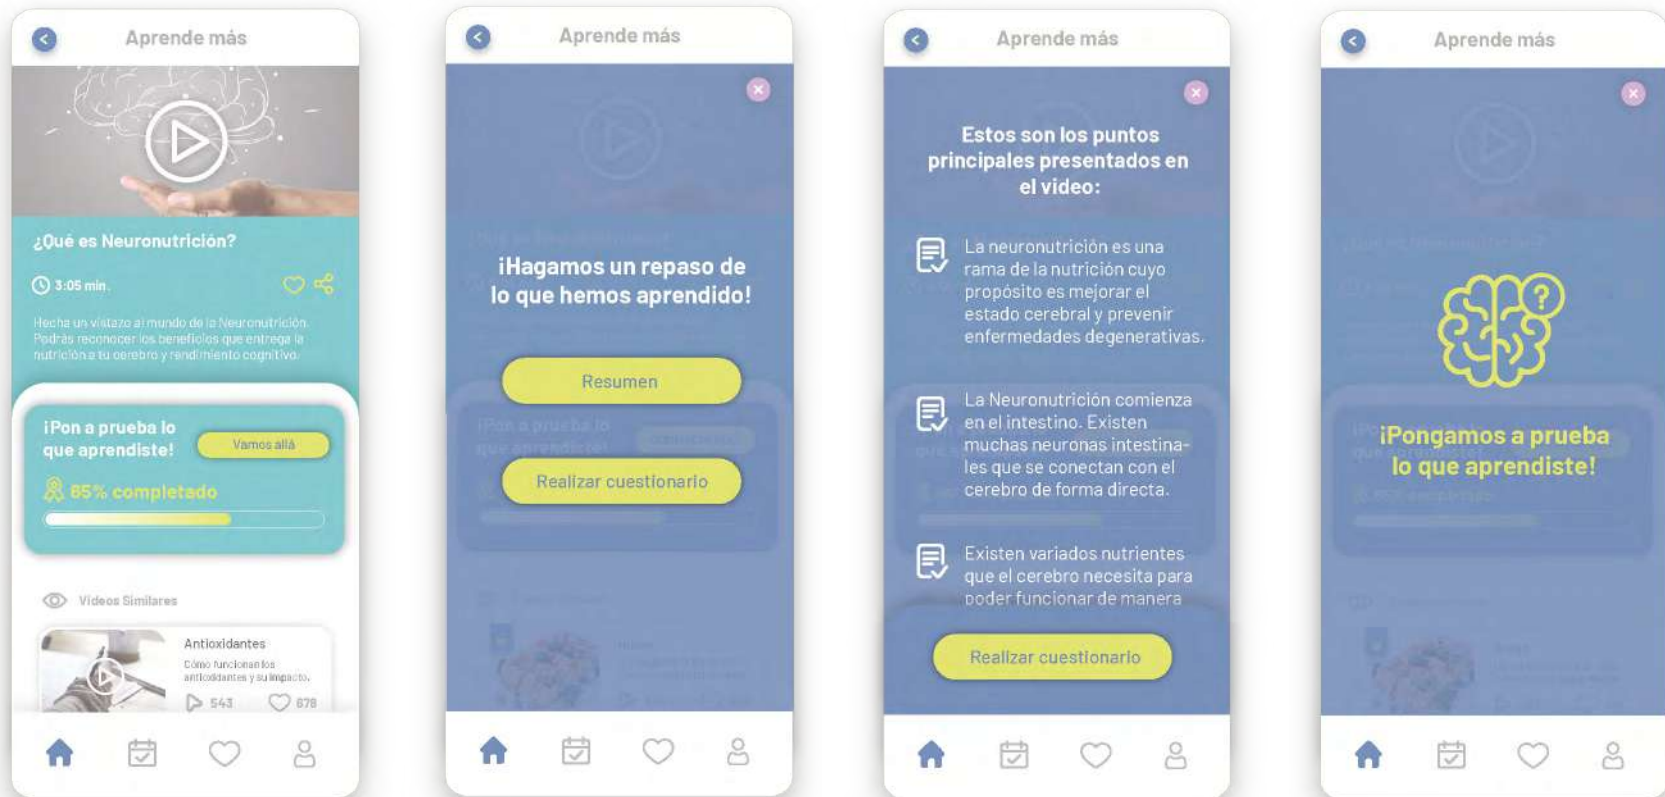 Aprende más
¿Qué es Neuronutrición?
3:05 min.
Hecha un vistazo al mundo de la Neuronutrición.
Podrás reconocer los beneficios que entrega la
nutrición a tu cerebro y rendimiento cognitivo.
¡Pon a prueba lo
que aprendiste!
Vamos allá
65% completado
Videos Similares
Antioxidantes
Cómo funcionan los
antioxidantes y su impacto.
543
678
Aprende más
¡Hagamos un repaso de
lo que hemos aprendido!
Resumen
¡Pon a prueba lo
que aprendiste!
Realizar cuestionario
Aprende más
Estos son los puntos
principales presentados en
el video:
La neuronutrición es una
rama de la nutrición cuyo
propósito es mejorar el
estado cerebral y prevenir
enfermedades degenerativas.
La Neuronutrición comienza
en el intestino. Existen
muchas neuronas intestina-
les que se conectan con el
cerebro de forma directa.
Existen variados nutrientes
que el cerebro necesita para
poder funcionar de manera
Realizar cuestionario
Aprende más
¡Pongamos a prueba
lo que aprendiste!